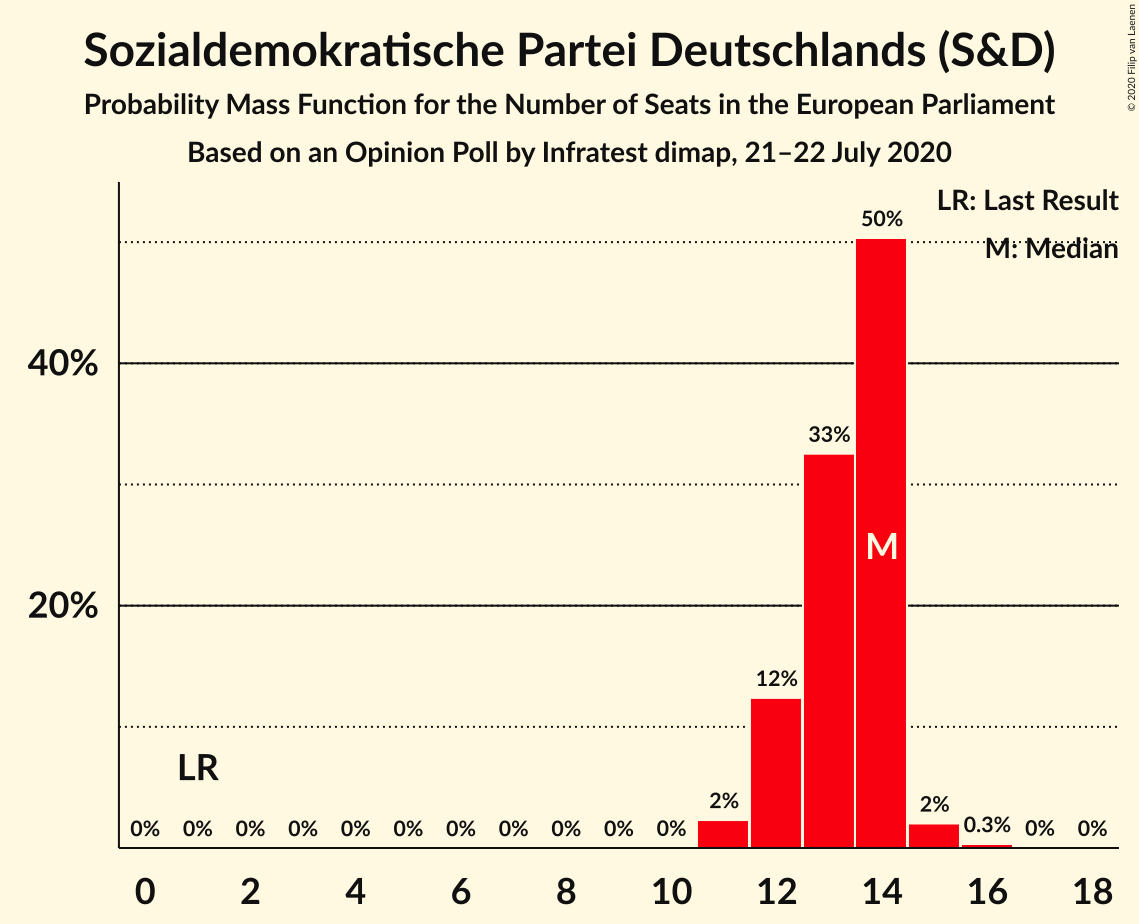 Sozialdemokratische Partei Deutschlands (S&D)
Probability Mass Function for the Number of Seats in the European Parliament
Based on an Opinion Poll by Infratest dimap, 21–22 July 2020
© 2020 Filip van Laenen
LR: Last Result
M: Median
50%
40%
33%
M
20%
12%
LR
0% 0% 0% 0% 0% 0% 0% 0% 0% 0% 0% 2% 2% 0.3% 0% 0%
0 2 4 6 8 10 12 14 16 18